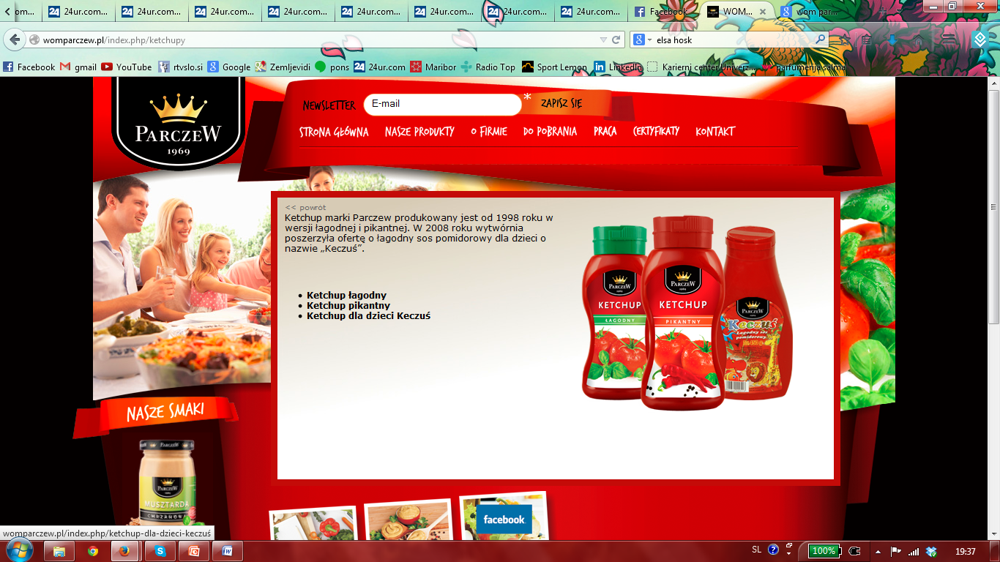 om...
24ur.com...
24ur.com...
24ur.com...
24ur.com...
24ur.com...
24ur.com...
24ur.com...
24ur.com...
Facebook
WOM...
wom par...
womparczew.pl/index.php/ketchupy
elsa hosk
Facebook
gmail
YouTube
rtvslo.si
Google
Zemljevidi
pons
24ur.com
Maribor
Radio Top
Sport Lemon
LinkedIn
Karierni center Univerz...
parfumerija salma
PARCZEW
1969
NEWSLETTER
E-mail
*
ZAPISZ SIĘ
STRONA GŁÓWNA
NASZE PRODUKTY
O FIRMIE
DO POBRANIA
PRACA
CERTYFIKATY
KONTAKT
<< powrót
Ketchup marki Parczew produkowany jest od 1998 roku w
wersji łagodnej i pikantnej. W 2008 roku wytwórnia
poszerzyła ofertę o łagodny sos pomidorowy dla dzieci o
nazwie „Keczuś”.
Ketchup łagodny
Ketchup pikantny
Ketchup dla dzieci Keczuś
PARCZEW
KETCHUP
ŁAGODNY
PARCZEW
1969
KETCHUP
PIKANTNY
PARCZEW
Keczuś
Łagodny sos
pomidorowy
450 g
NASZE SMAKI
PARCZEW
PARCZEW
MUSZTARDA
CHRZANOWA
facebook
womparczew.pl/index.php/ketchup-dla-dzieci-keczuś
SL
100%
19:37